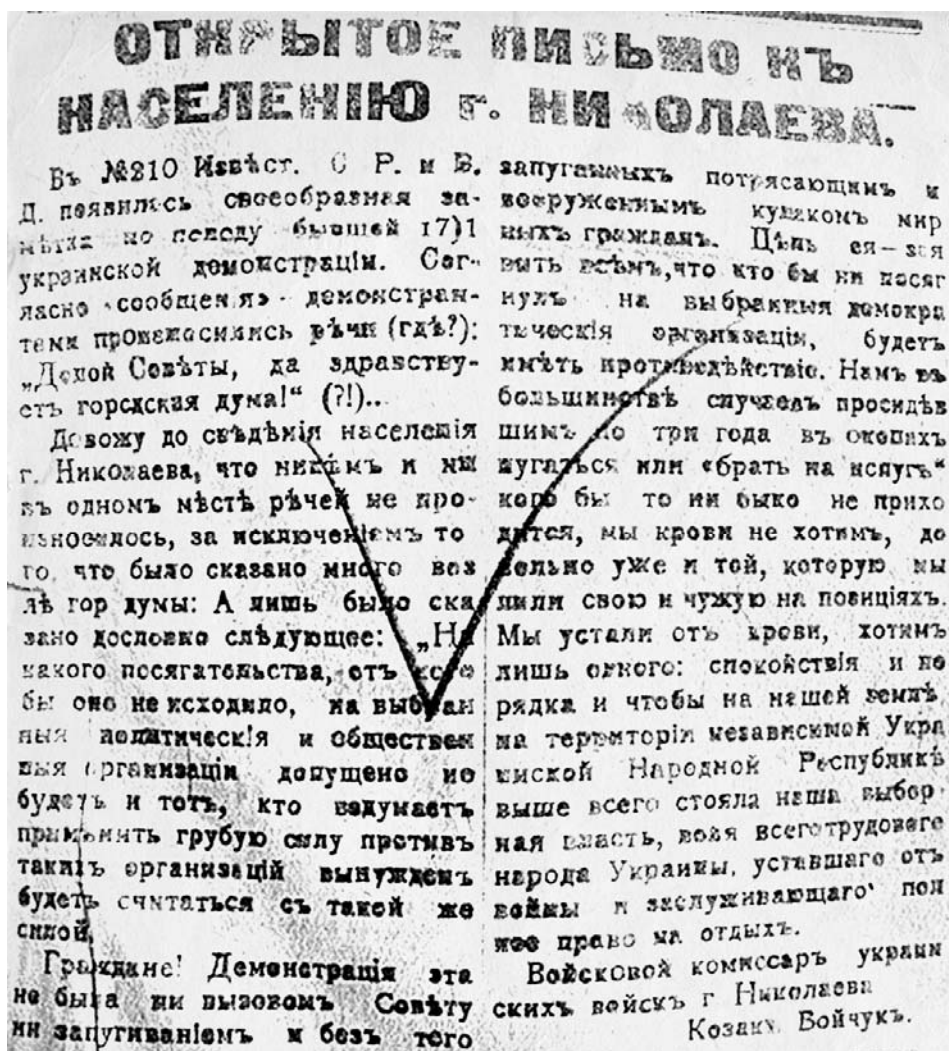 ОТКРЫТОЕ ПИСЬМО КЪ
НАСЕЛЕНІЮ г. НИКОЛАЕВА.
Въ №210 Извѣст. С Р. и В.
Д. появилась своеобразная за-
мѣтка по поводу бывшей 17)1
украинской демонстраціи. Сог-
ласно «сообщенія» демонстран-
тами произносились рѣчи (гдѣ?):
„Долой Совѣты, да здравству-
етъ городская дума!“ (?!)..
Довожу до свѣдѣнія населенія
г. Николаева, что никѣмъ и ни
въ одном мѣстѣ рѣчей не про-
износилось, за исключеніемъ то
го, что было сказано мною воз
лѣ гор думы: А лишь было ска
зано дословно слѣдующее: „Ни
какого посягательства, отъ кого
бы оно не исходило, на выбран
ныя политическія и обществен
ныя организаціи допущено не
будетъ и тотъ, кто вздумаетъ
примѣнить грубую силу противъ
такихъ организацій вынужденъ
будетъ считаться съ такой же
силой.
Граждане! Демонстрація эта
не была ни вызовомъ Совѣту
ни запугиваніемъ и безъ того
запуганныхъ потрясающимъ и
вооруженнымъ кулакомъ мир
ныхъ гражданъ. Цѣль ея-зая
вить всѣмъ, что кто бы ни посяг
нулъ на выбранныя демокра
тическія организаціи, будетъ
имѣть противодѣйствіе. Намъ въ
большинствѣ случаевъ просидѣв
шимъ по три года въ окопахъ
пугаться или «брать на испугъ“
кого бы то ни было не прихо
дится, мы крови не хотимъ, до
вольно уже и той, которую мы
лили свою и чужую на позиціяхъ.
Мы устали отъ крови, хотимъ
лишь одного: спокойствія и по
рядка и чтобы на нашей землѣ
на территоріи независимой Укра
инской Народной Республикѣ
выше всего стояла наша выбор-
ная власть, воля всего трудового
народа Украины, уставшаго отъ
войны и заслуживающаго пол
ное право на отдыхъ.
Войсковой комиссаръ украин
ских войскъ г Николаева
Козакъ Войчукъ.